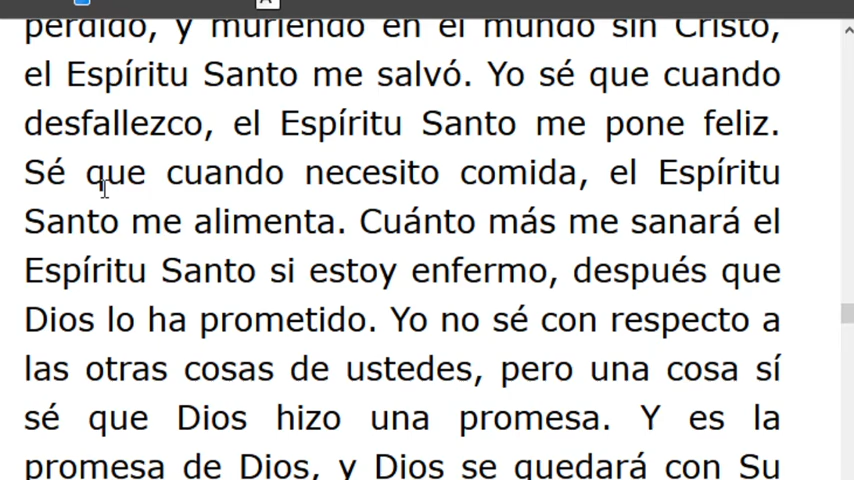 perdido, y muriendo en el mundo sin Cristo,
el Espíritu Santo me salvó. Yo sé que cuando
desfallezco, el Espíritu Santo me pone feliz.
Sé que cuando necesito comida, el Espíritu
Santo me alimenta. Cuánto más me sanará el
Espíritu Santo si estoy enfermo, después que
Dios lo ha prometido. Yo no sé con respecto a
las otras cosas de ustedes, pero una cosa sí
sé que Dios hizo una promesa. Y es la
promesa de Dios, y Dios se quedará con Su